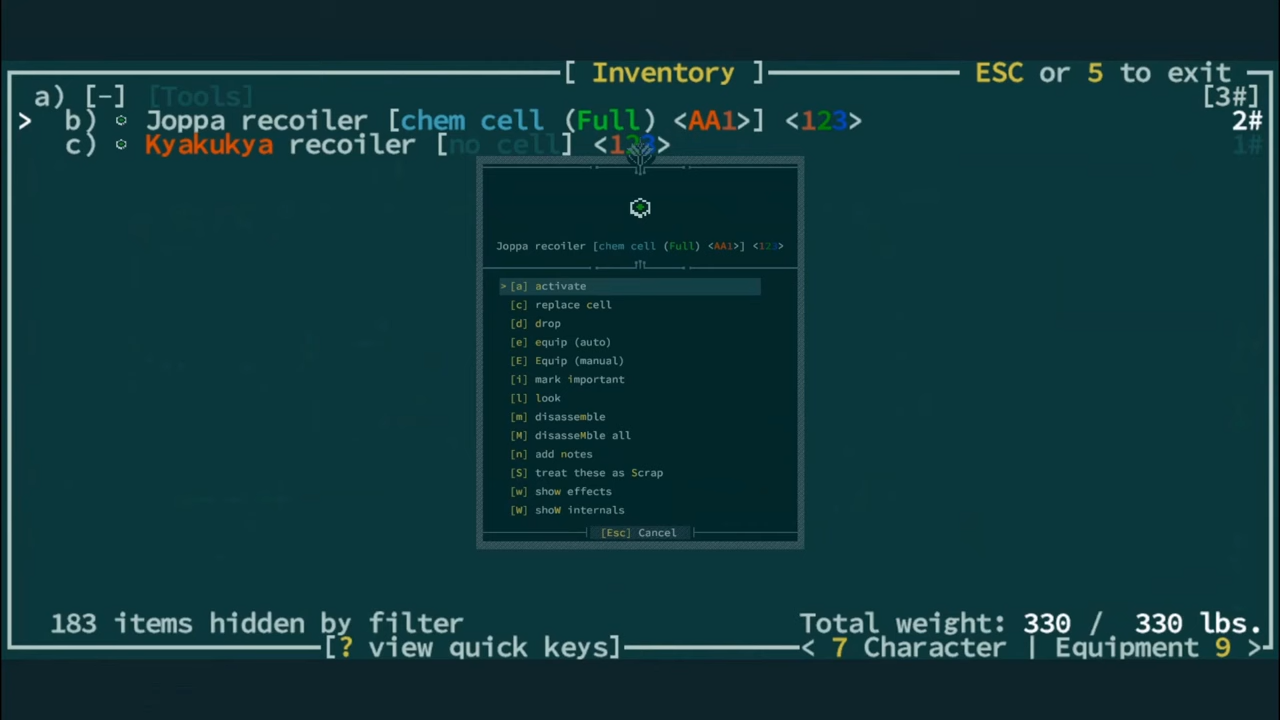 [ Inventory ]
ESC or 5 to exit
a) [-] [Tools] [3#]
> b) Joppa recoiler [chem cell (Full) <AA1>] <123> 2#
c) Kyakukya recoiler [no cell] <123> 1#
Joppa recoiler [chem cell (Full) <AA1>] <123>
> [a] activate
[c] replace cell
[d] drop
[e] equip (auto)
[E] Equip (manual)
[i] mark important
[l] look
[m] disassemble
[M] disasseMble all
[n] add notes
[S] treat these as Scrap
[w] show effects
[W] shoW internals
[Esc] Cancel
183 items hidden by filter
Total weight: 330 / 330 lbs.
[? view quick keys]
< 7 Character | Equipment 9 >